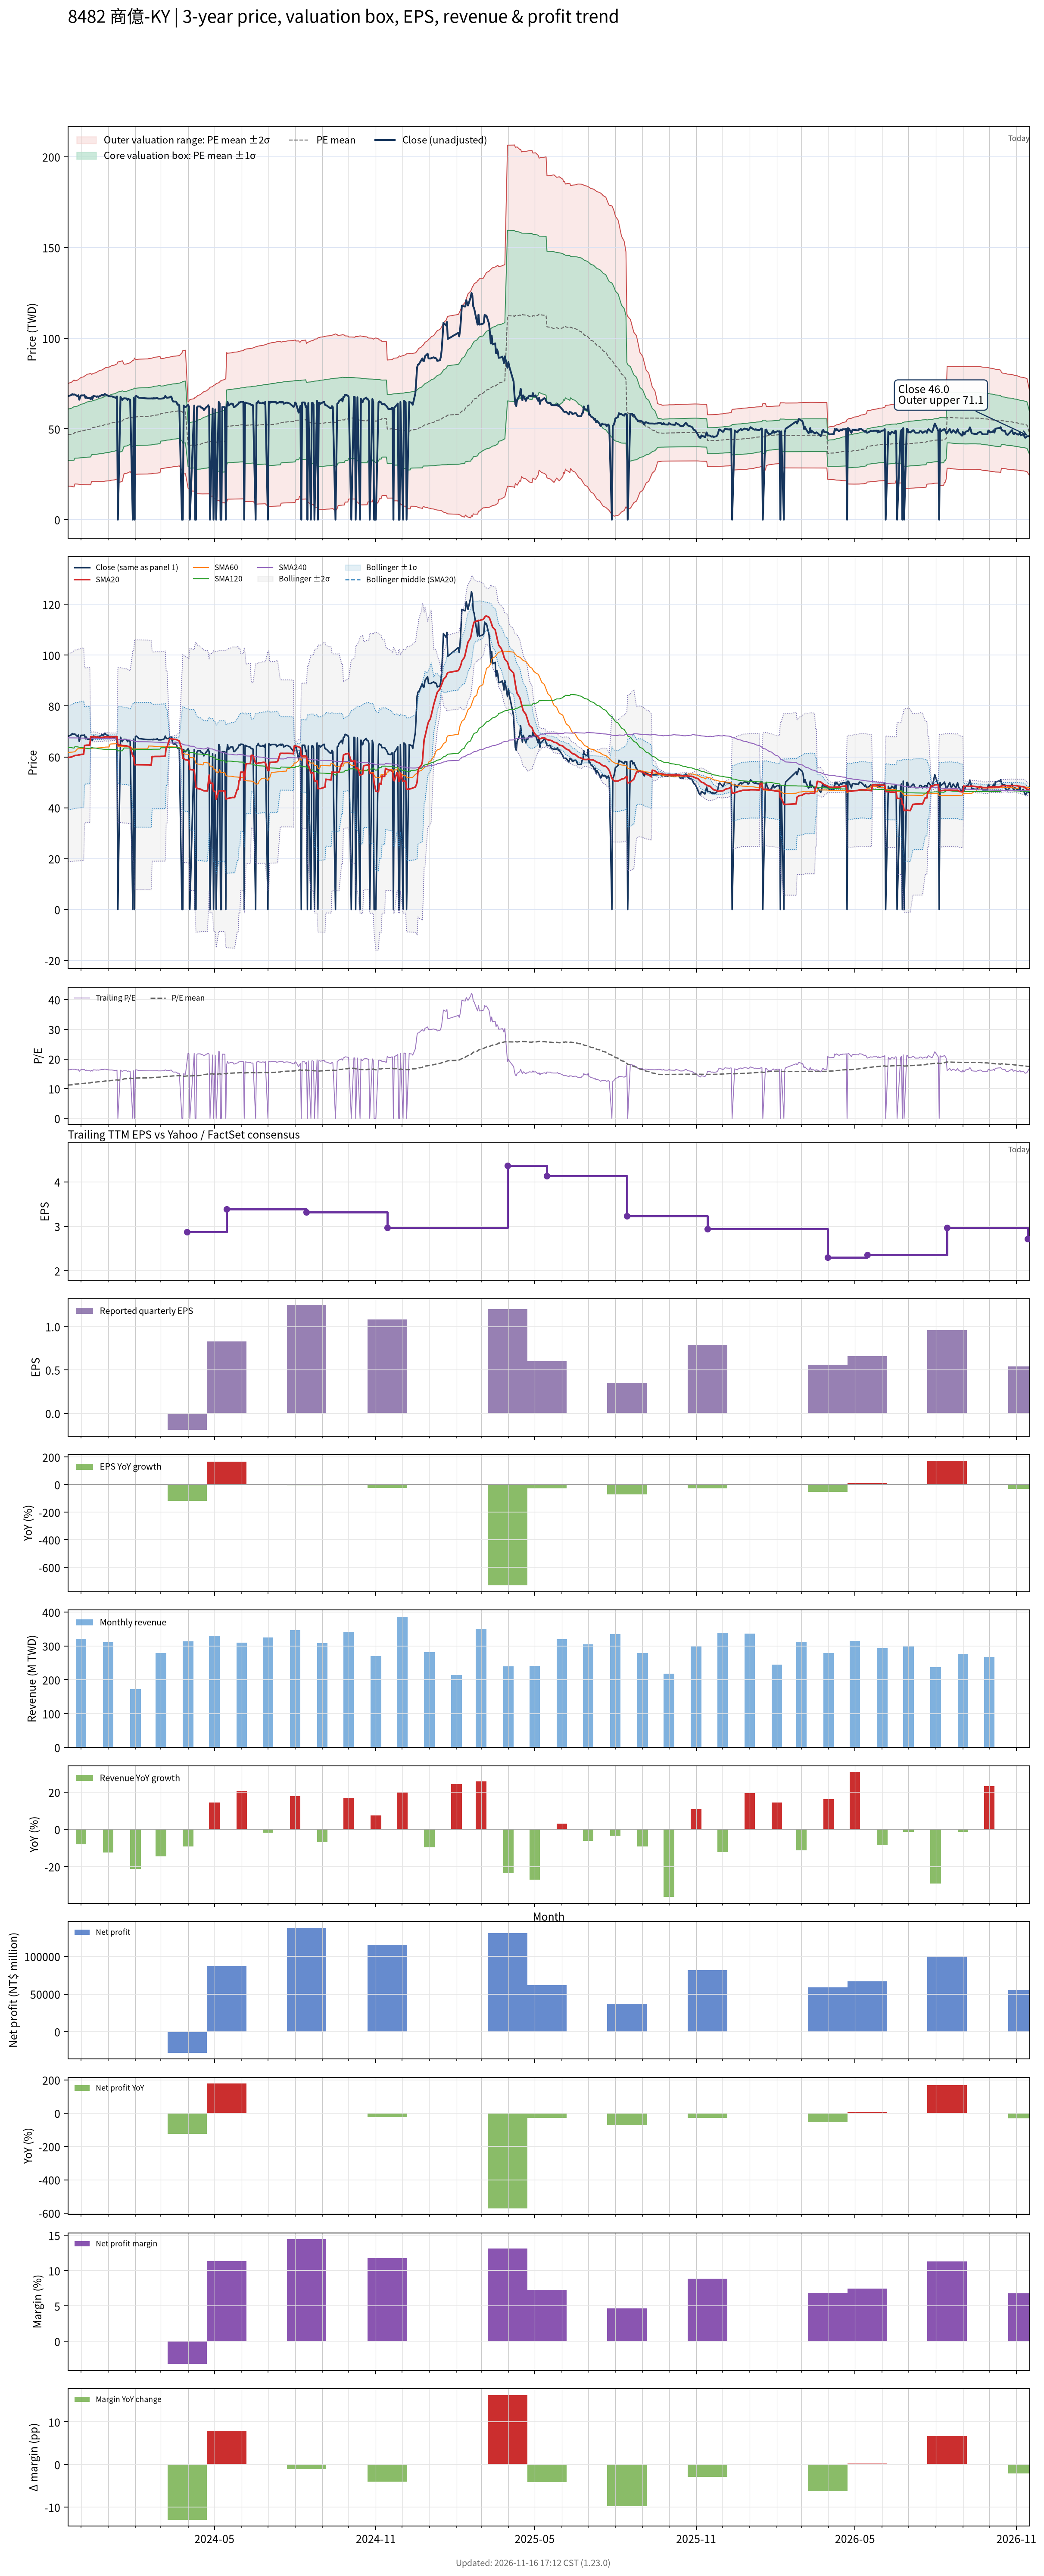 8482 商億-KY | 3-year price, valuation box, EPS, revenue & profit trend
Outer valuation range: PE mean ±2σ
Core valuation box: PE mean ±1σ
PE mean
Close (unadjusted)
Today
200
150
100
50
0
Price (TWD)
Close 46.0
Outer upper 71.1
Close (same as panel 1)
SMA20
SMA60
SMA120
SMA240
Bollinger ±2σ
Bollinger ±1σ
Bollinger middle (SMA20)
120
100
80
60
40
20
0
-20
Price
Trailing P/E
P/E mean
40
30
20
10
0
P/E
Trailing TTM EPS vs Yahoo / FactSet consensus
Today
4
3
2
EPS
Reported quarterly EPS
1.0
0.5
0.0
EPS
EPS YoY growth
200
0
-200
-400
-600
YoY (%)
Monthly revenue
400
300
200
100
0
Revenue (M TWD)
Revenue YoY growth
20
0
-20
YoY (%)
Month
Net profit
100000
50000
0
Net profit (NT$ million)
Net profit YoY
200
0
-200
-400
-600
YoY (%)
Net profit margin
15
10
5
0
Margin (%)
Margin YoY change
10
0
-10
Δ margin (pp)
2024-05
2024-11
2025-05
2025-11
2026-05
2026-11
Updated: 2026-11-16 17:12 CST (1.23.0)